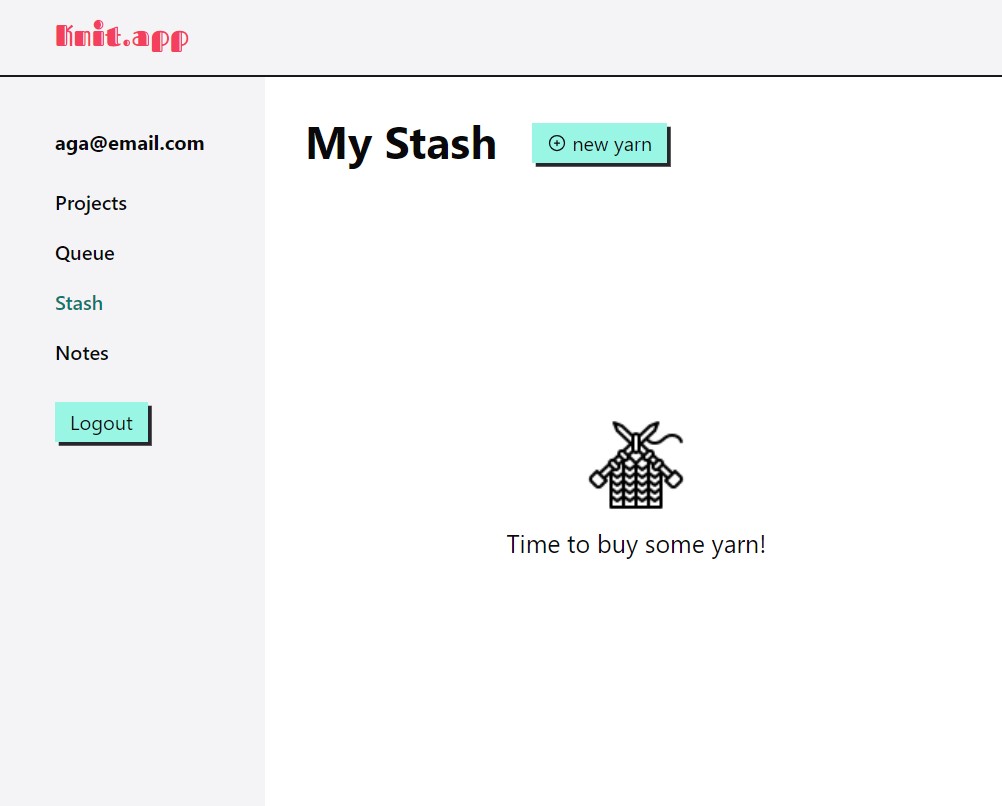 Knit.app
aga@email.com
Projects
Queue
Stash
Notes
Logout
My Stash
new yarn
Time to buy some yarn!